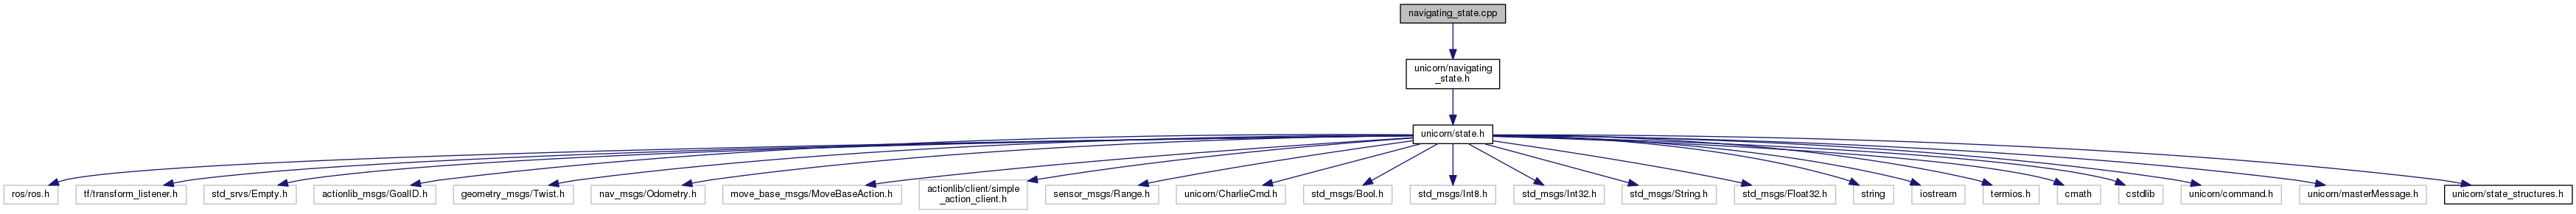 navigating_state.cpp
unicorn/navigating
_state.h
unicorn/state.h
ros/ros.h
tf/transform_listener.h
std_srvs/Empty.h
actionlib_msgs/GoalID.h
geometry_msgs/Twist.h
nav_msgs/Odometry.h
move_base_msgs/MoveBaseAction.h
actionlib/client/simple
_action_client.h
sensor_msgs/Range.h
unicorn/CharlieCmd.h
std_msgs/Bool.h
std_msgs/Int8.h
std_msgs/Int32.h
std_msgs/String.h
std_msgs/Float32.h
string
iostream
termios.h
cmath
cstdlib
unicorn/command.h
unicorn/masterMessage.h
unicorn/state_structures.h